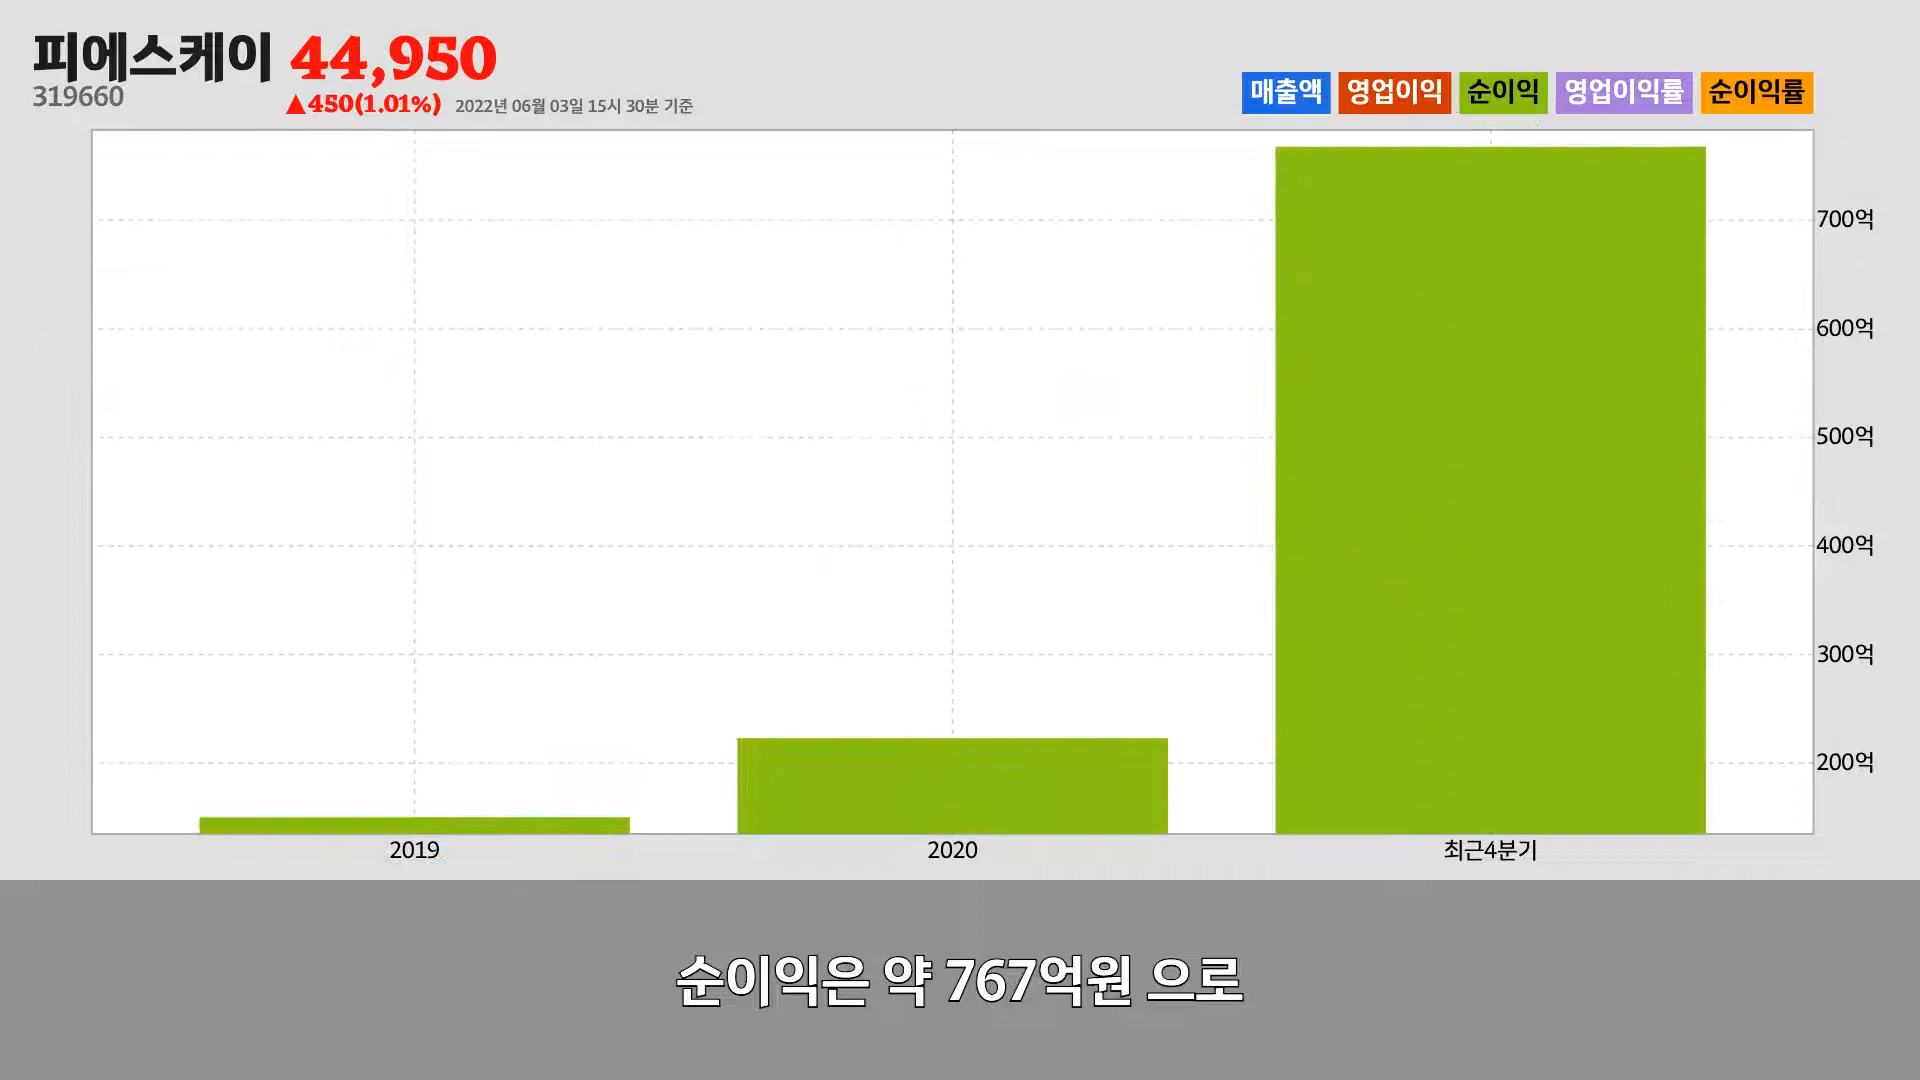 피에스케이 44,950
319660
▲450(1.01%) 2022년 06월 03일 15시 30분 기준
매출액 영업이익 순이익 영업이익률 순이익률
700억
600억
500억
400억
300억
200억
2019 2020 최근4분기
순이익은 약 767억원 으로